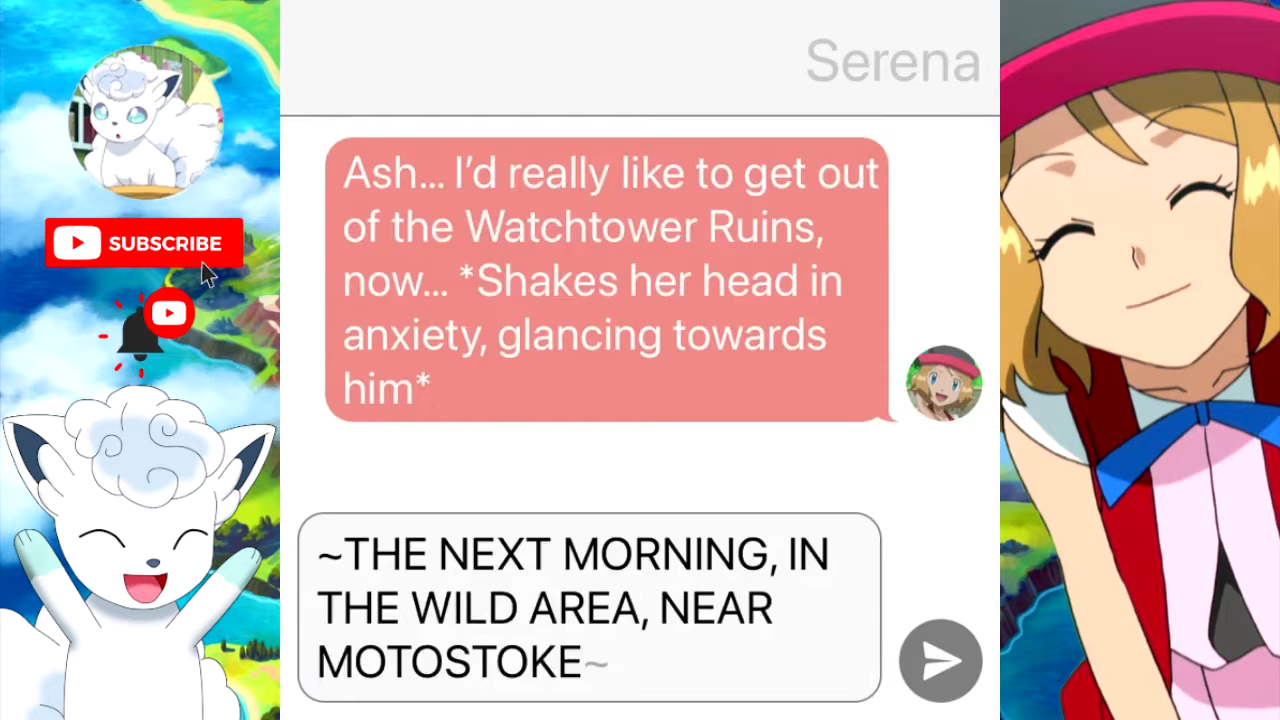 Serena
SUBSCRIBE
Ash... I’d really like to get out
of the Watchtower Ruins,
now... *Shakes her head in
anxiety, glancing towards
him*
~THE NEXT MORNING, IN
THE WILD AREA, NEAR
MOTOSTOKE~